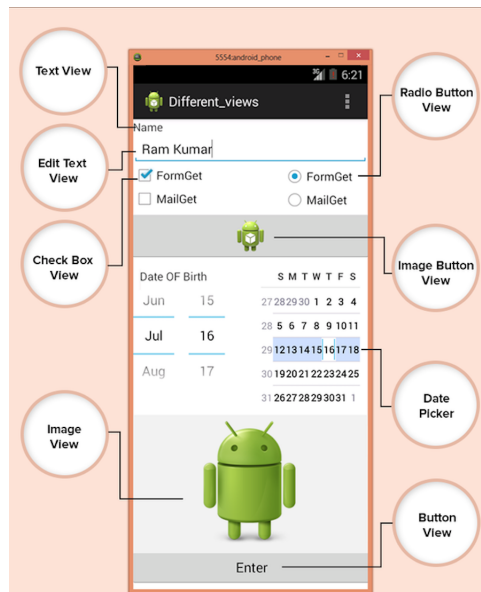 5554:android_phone
Text View
3G 6:21
Different_views
Radio Button
View
Name
Ram Kumar
Edit Text
View
FormGet
FormGet
MailGet
MailGet
Check Box
View
Image Button
View
Date OF Birth
S M T W T F S
Jun 15
27 28 29 30 1 2 3 4
28 5 6 7 8 9 10 11
Jul 16
29 12 13 14 15 16 17 18
Aug 17
30 19 20 21 22 23 24 25
31 26 27 28 29 30 31 1
Date
Picker
Image
View
Button
View
Enter